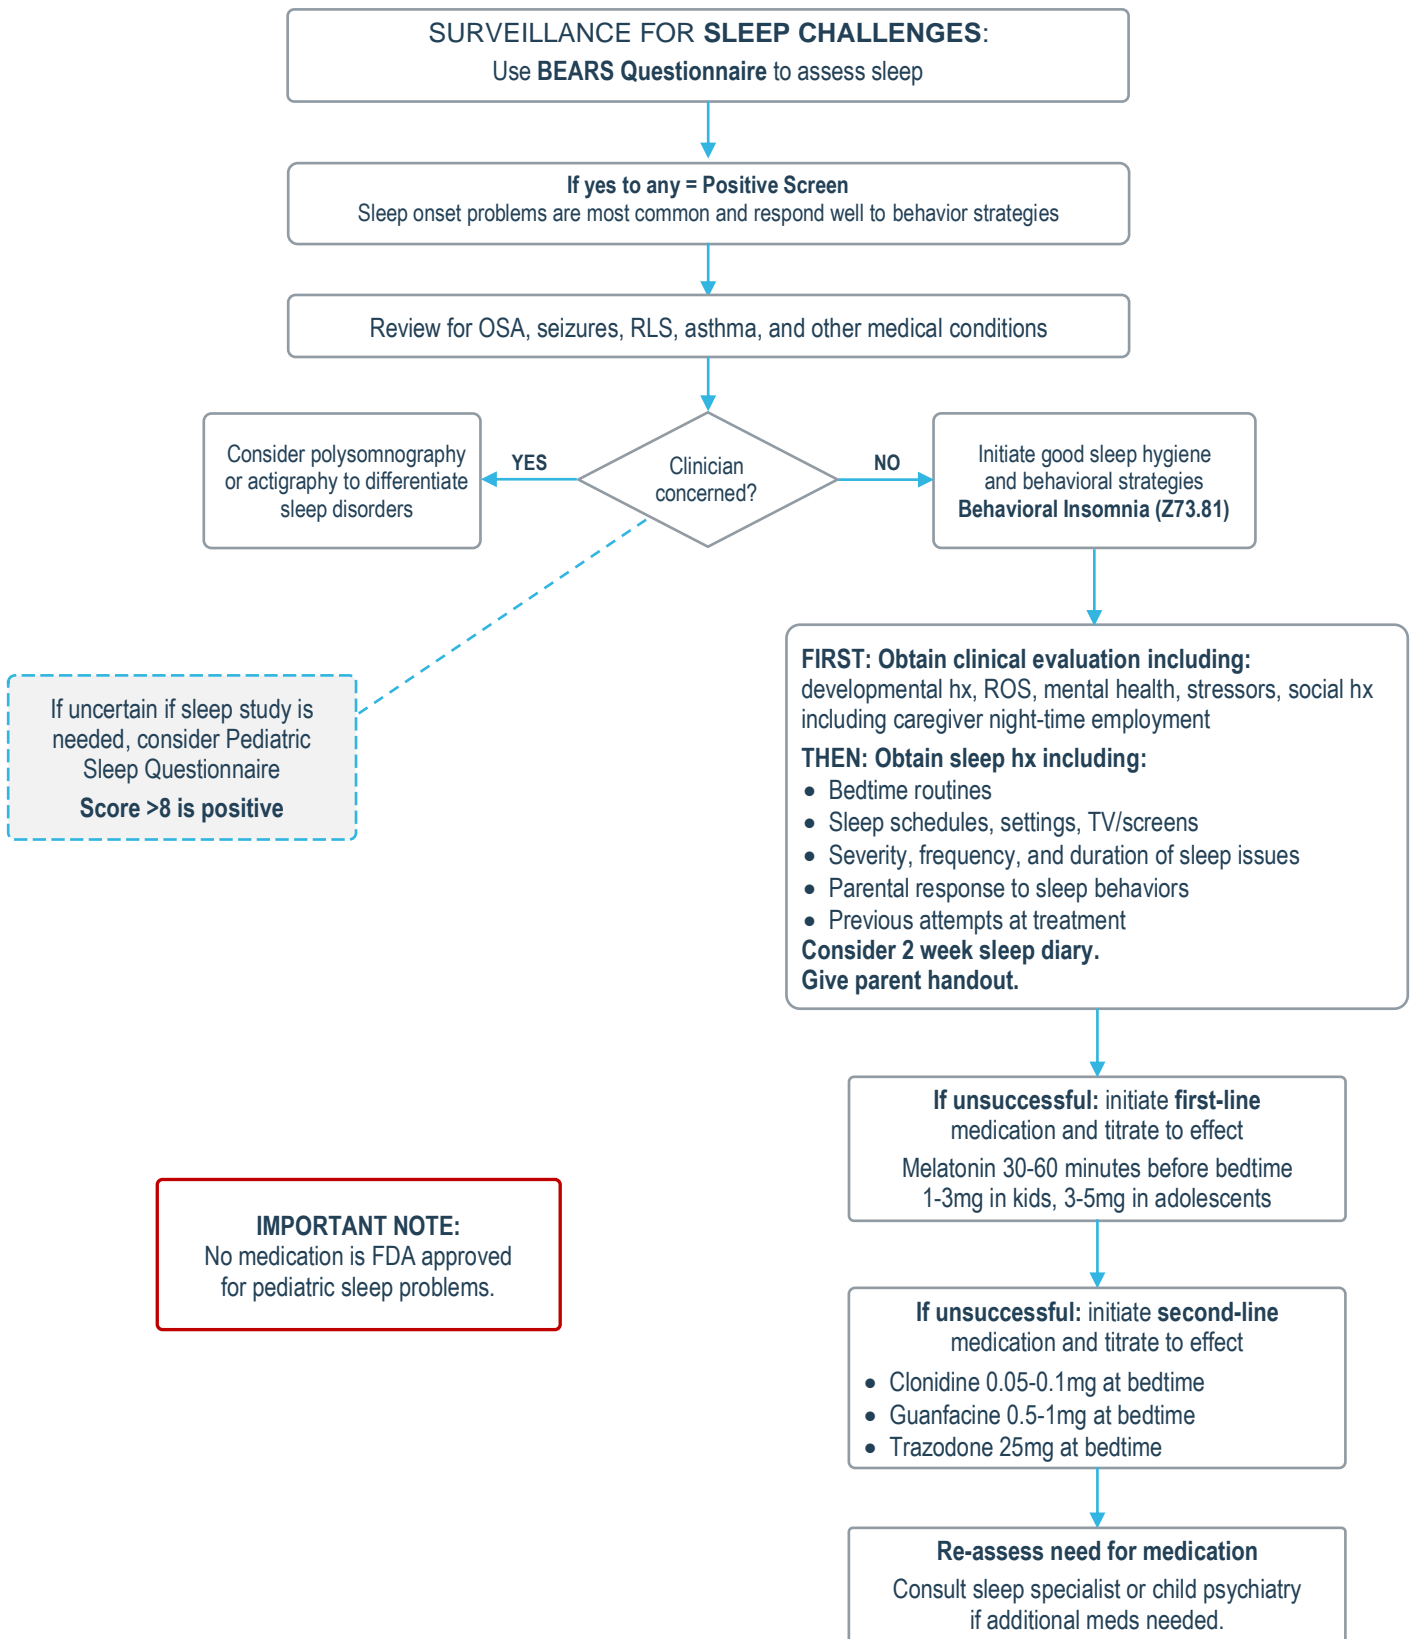 SURVEILLANCE FOR SLEEP CHALLENGES:
Use BEARS Questionnaire to assess sleep
If yes to any = Positive Screen
Sleep onset problems are most common and respond well to behavior strategies
Review for OSA, seizures, RLS, asthma, and other medical conditions
Consider polysomnography
or actigraphy to differentiate
sleep disorders
YES
Clinician
concerned?
NO
Initiate good sleep hygiene
and behavioral strategies
Behavioral Insomnia (Z73.81)
If uncertain if sleep study is
needed, consider Pediatric
Sleep Questionnaire
Score >8 is positive
FIRST: Obtain clinical evaluation including:
developmental hx, ROS, mental health, stressors, social hx
including caregiver night-time employment
THEN: Obtain sleep hx including:
• Bedtime routines
• Sleep schedules, settings, TV/screens
• Severity, frequency, and duration of sleep issues
• Parental response to sleep behaviors
• Previous attempts at treatment
Consider 2 week sleep diary.
Give parent handout.
If unsuccessful: initiate first-line
medication and titrate to effect
Melatonin 30-60 minutes before bedtime
1-3mg in kids, 3-5mg in adolescents
IMPORTANT NOTE:
No medication is FDA approved
for pediatric sleep problems.
If unsuccessful: initiate second-line
medication and titrate to effect
• Clonidine 0.05-0.1mg at bedtime
• Guanfacine 0.5-1mg at bedtime
• Trazodone 25mg at bedtime
Re-assess need for medication
Consult sleep specialist or child psychiatry
if additional meds needed.